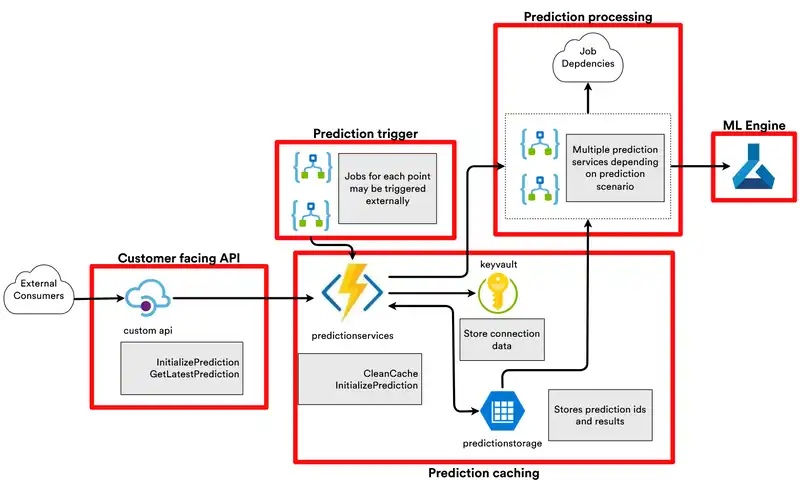 Prediction processing
Job
Depdencies
ML Engine
Prediction trigger
Multiple prediction
services depending
on prediction
scenario
Jobs for each point
may be triggered
externally
Customer facing API
keyvault
External
Consumers
custom api
predictionservices
Store connection
data
InitializePrediction
GetLatestPrediction
CleanCache
InitializePrediction
Stores prediction ids
and results
predictionstorage
Prediction caching